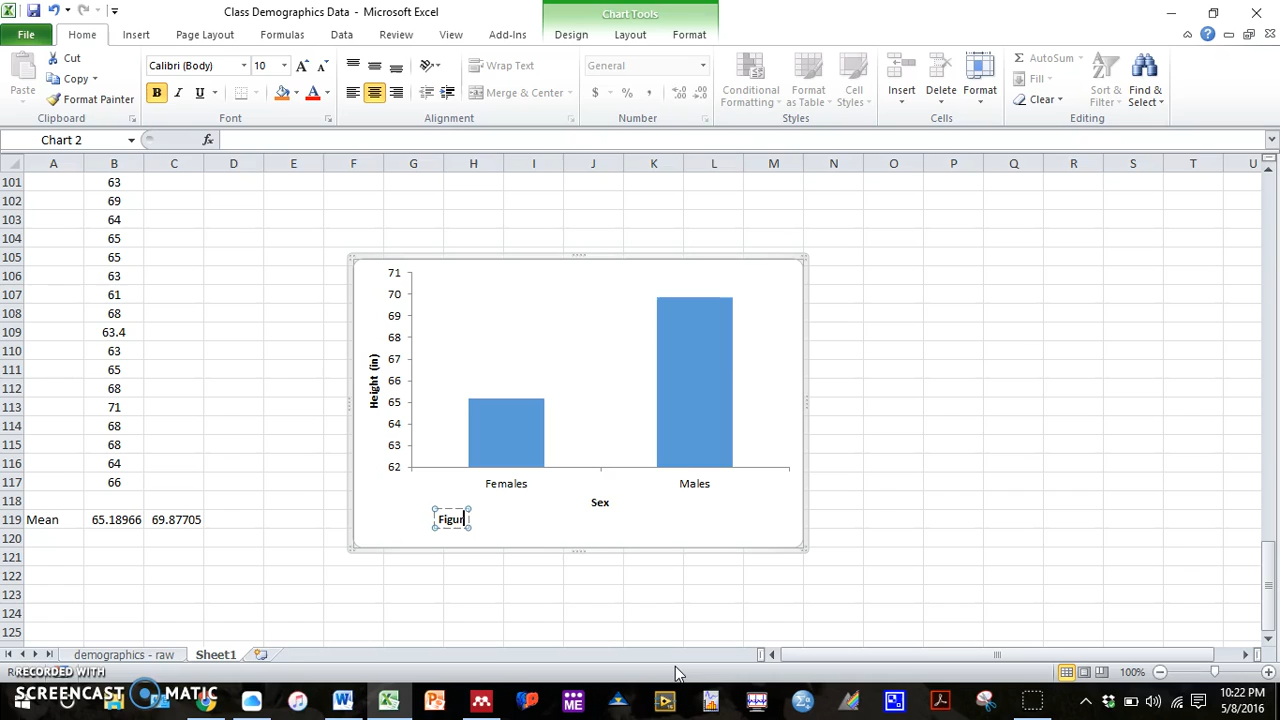 Class Demographics Data - Microsoft Excel
Chart Tools
File Home Insert Page Layout Formulas Data Review View Add-Ins Design Layout Format
Paste
Cut
Copy
Format Painter
Clipboard
Calibri (Body) 10
B I U
Font
Wrap Text
Merge & Center
Alignment
General
$ % , .0 .00 .00 .0
Number
Conditional Formatting
Format as Table
Cell Styles
Styles
Insert
Delete
Format
Cells
Σ AutoSum
Fill
Clear
Sort & Filter
Find & Select
Editing
Chart 2 fx
A B C D E F G H I J K L M N O P Q R S T U
101 63
102 69
103 64
104 65
105 65
106 63
107 61
108 68
109 63.4
110 63
111 65
112 68
113 71
114 68
115 68
116 64
117 66
118
119 Mean 65.18966 69.87705
120
121
122
123
124
125
71
70
69
68
67
66
65
64
63
62
Height (in)
Females Males
Sex
Figur
demographics - raw Sheet1
100%
RECORDED WITH
SCREENCAST MATIC
ME
10:22 PM
5/8/2016